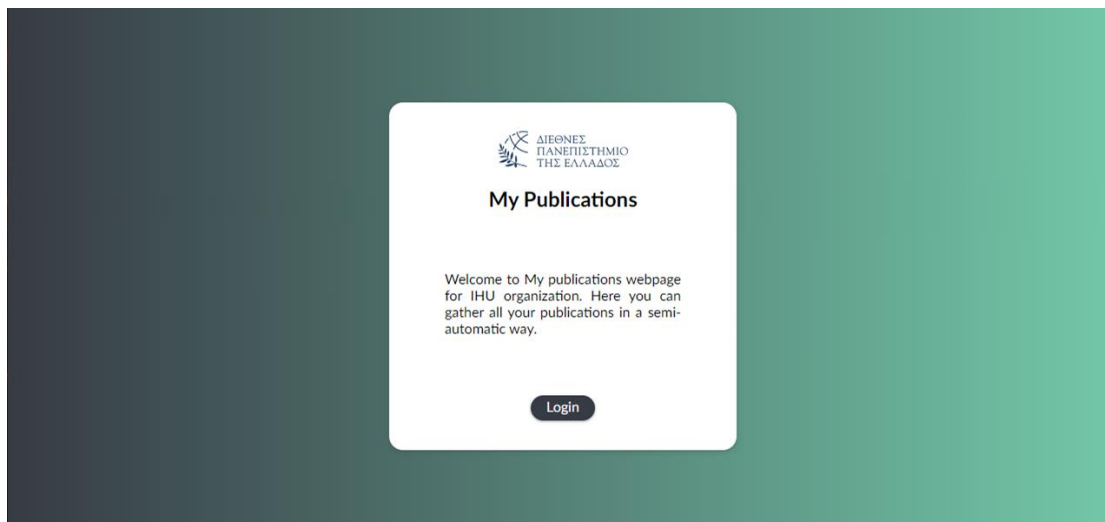 ΔΙΕΘΝΕΣ
ΠΑΝΕΠΙΣΤΗΜΙΟ
ΤΗΣ ΕΛΛΑΔΟΣ
My Publications
Welcome to My publications webpage
for IHU organization. Here you can
gather all your publications in a semi-
automatic way.
Login